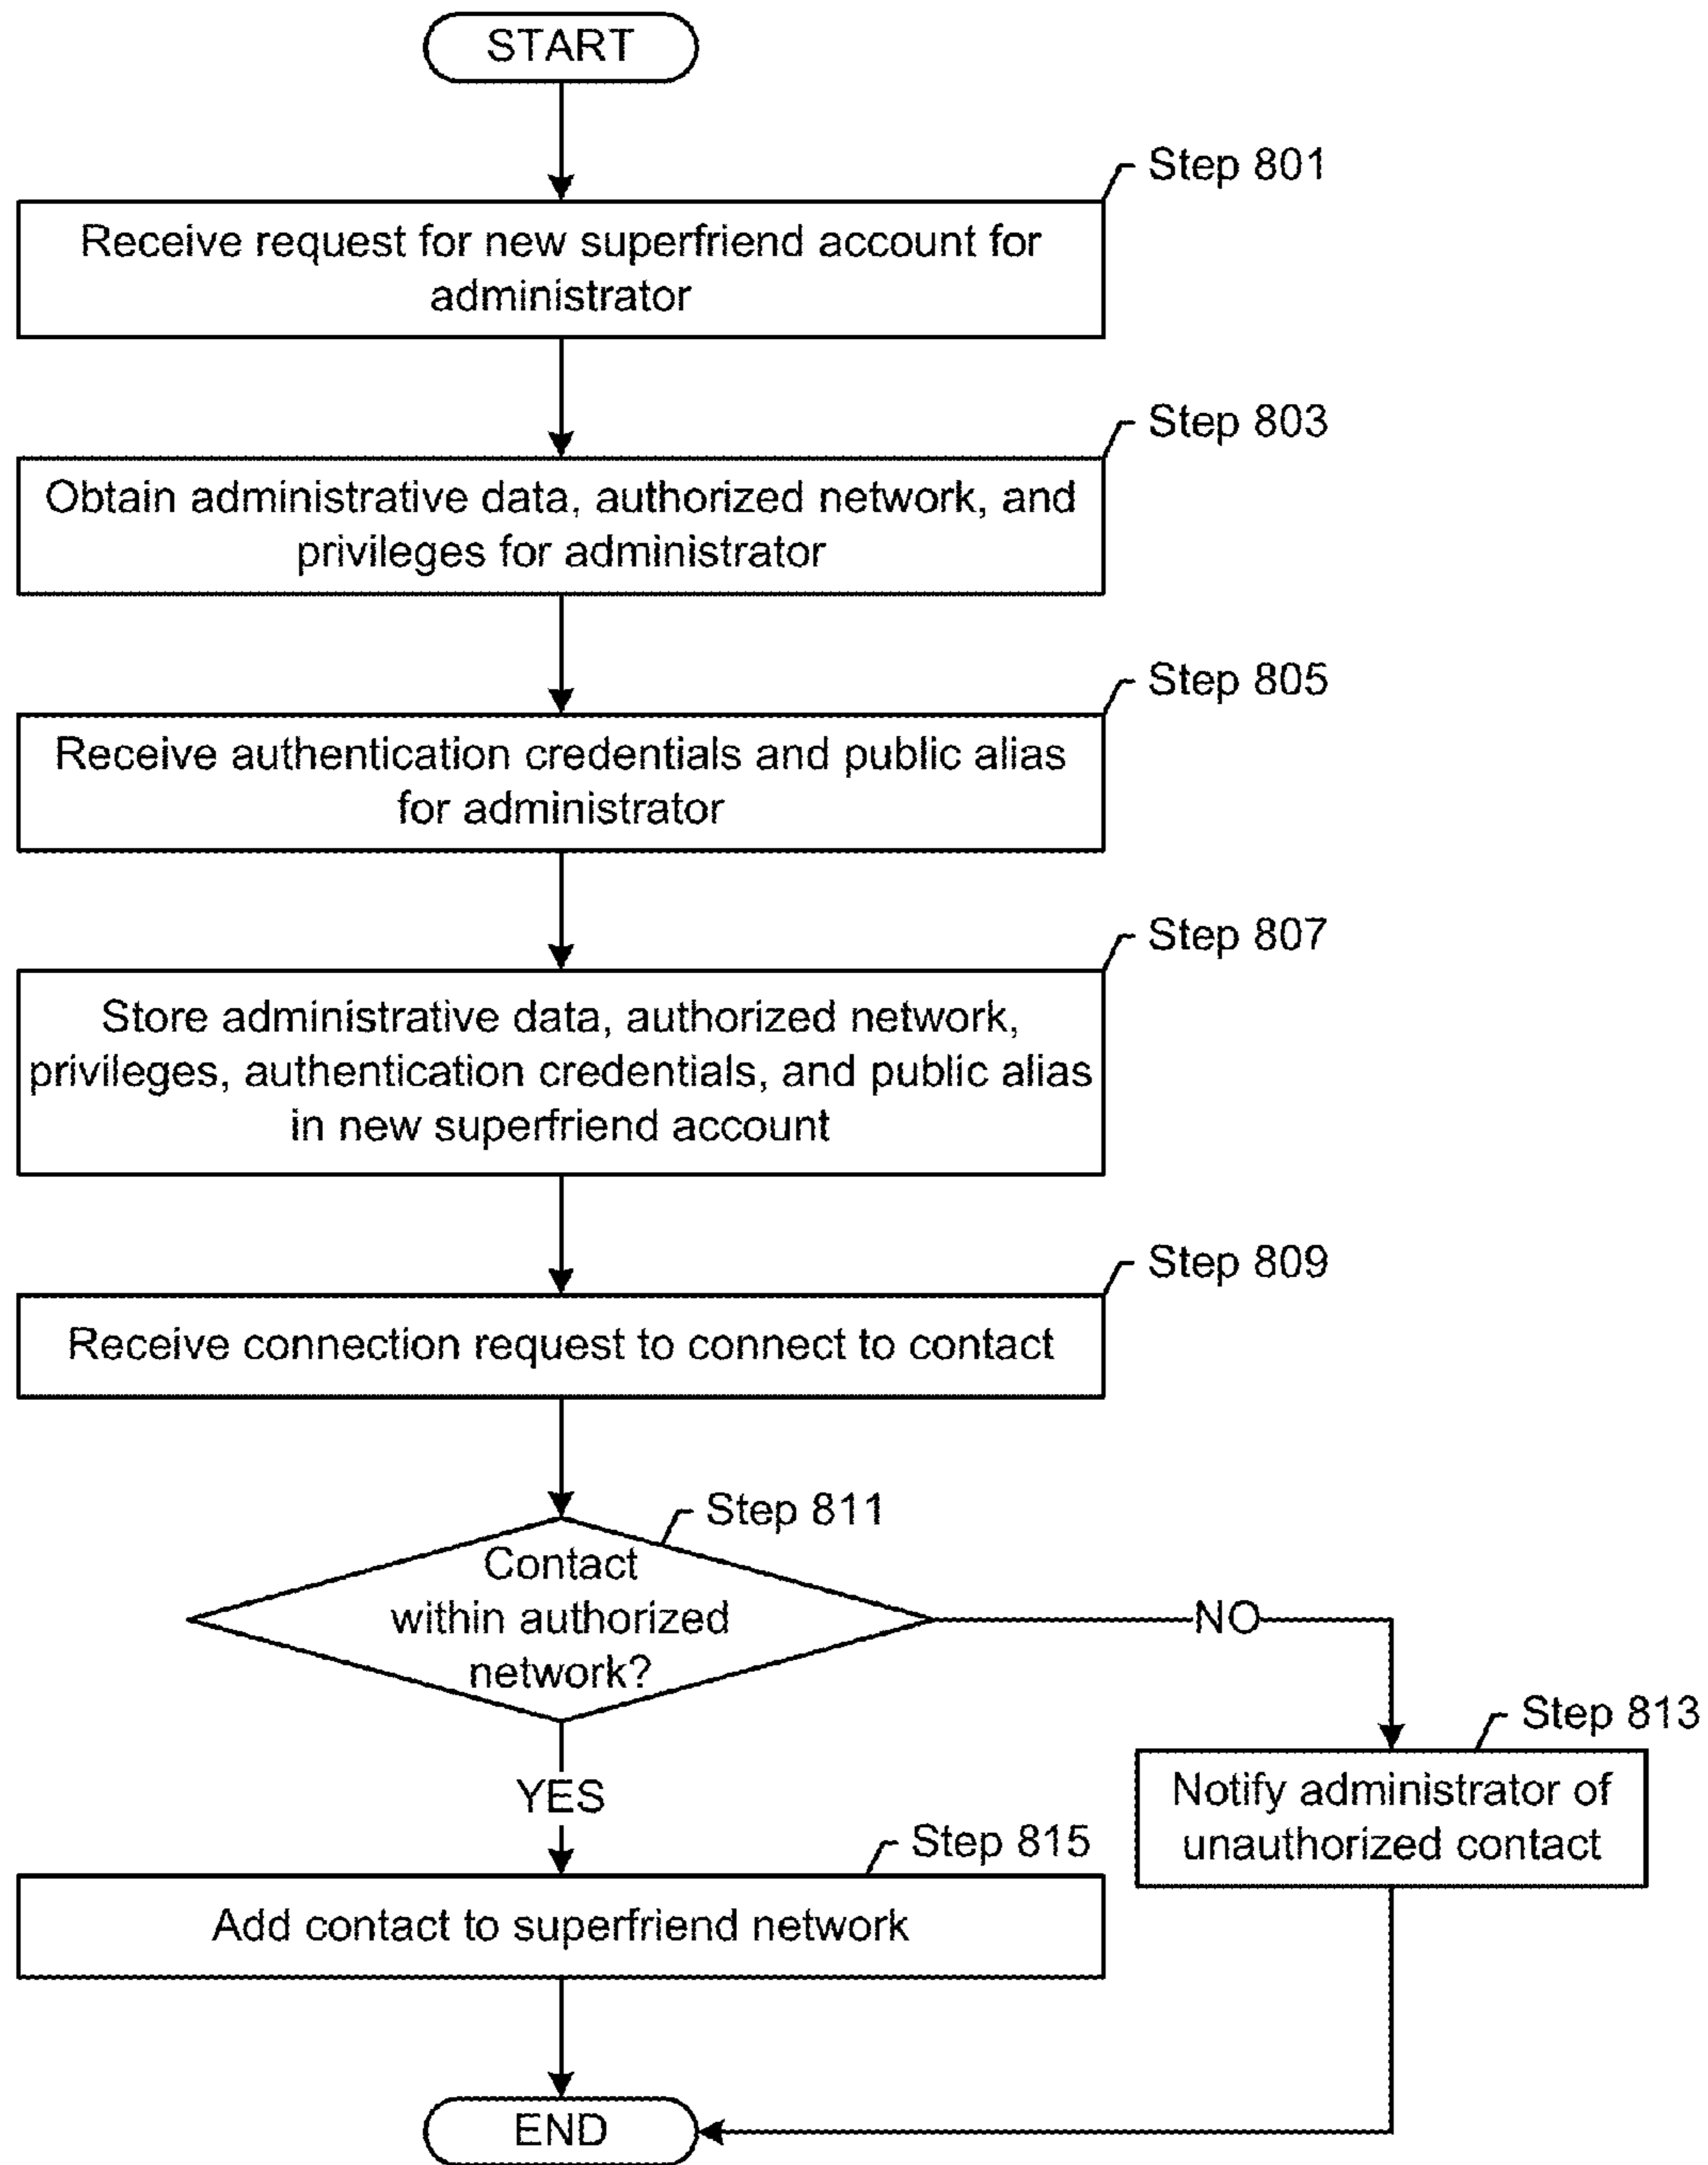 START
Step 801
Receive request for new superfriend account for
administrator
Step 803
Obtain administrative data, authorized network, and
privileges for administrator
Step 805
Receive authentication credentials and public alias
for administrator
Step 807
Store administrative data, authorized network,
privileges, authentication credentials, and public alias
in new superfriend account
Step 809
Receive connection request to connect to contact
Step 811
Contact
within authorized
network?
NO
Step 813
Notify administrator of
unauthorized contact
YES
Step 815
Add contact to superfriend network
END